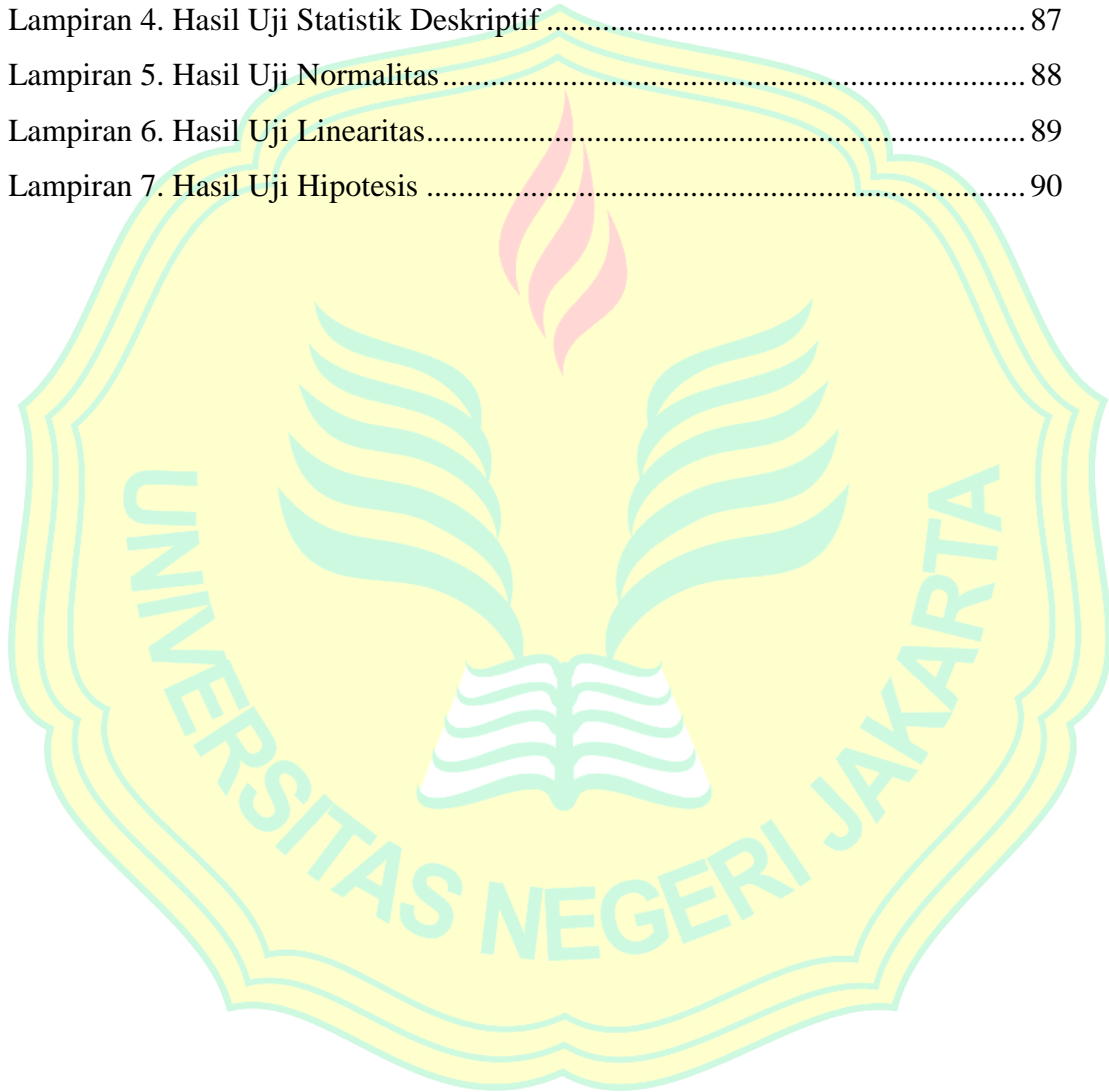 Lampiran 4. Hasil Uji Statistik Deskriptif ........................................................... 87
Lampiran 5. Hasil Uji Normalitas ........................................................................ 88
Lampiran 6. Hasil Uji Linearitas.......................................................................... 89
Lampiran 7. Hasil Uji Hipotesis .......................................................................... 90
UNIVERSITAS NEGERI JAKARTA